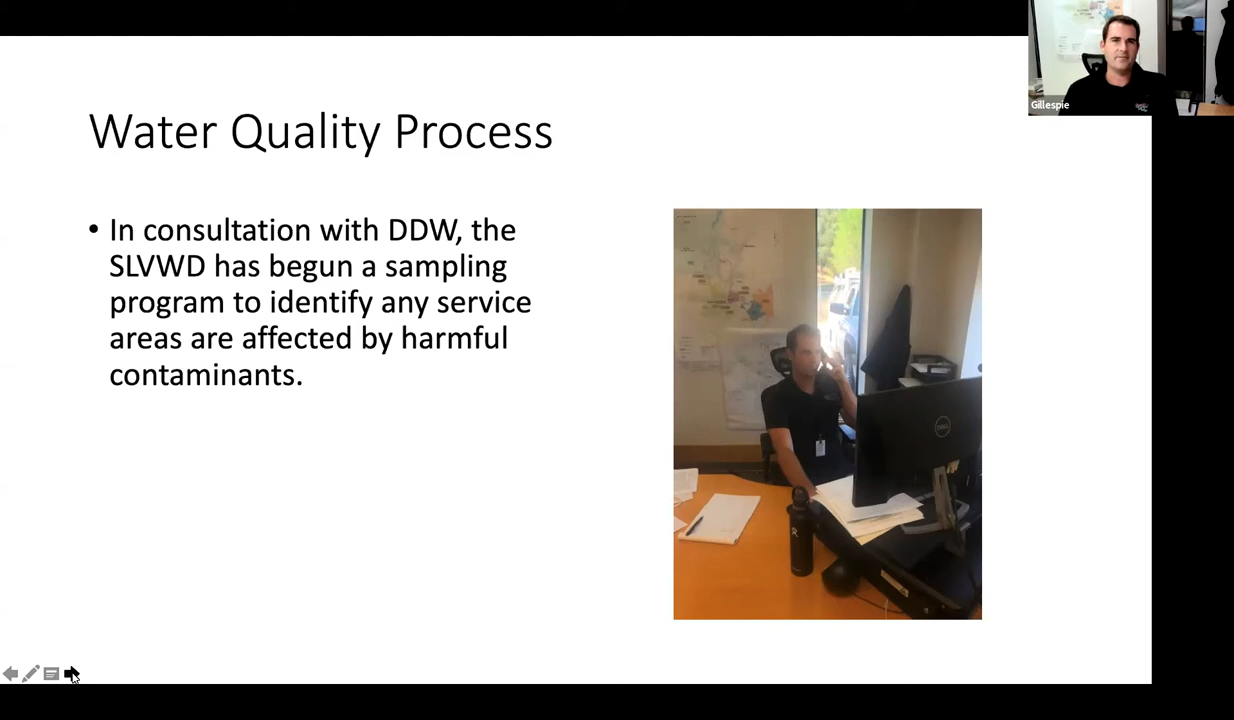 Gillespie
Water Quality Process
• In consultation with DDW, the
SLVWD has begun a sampling
program to identify any service
areas are affected by harmful
contaminants.
DELL